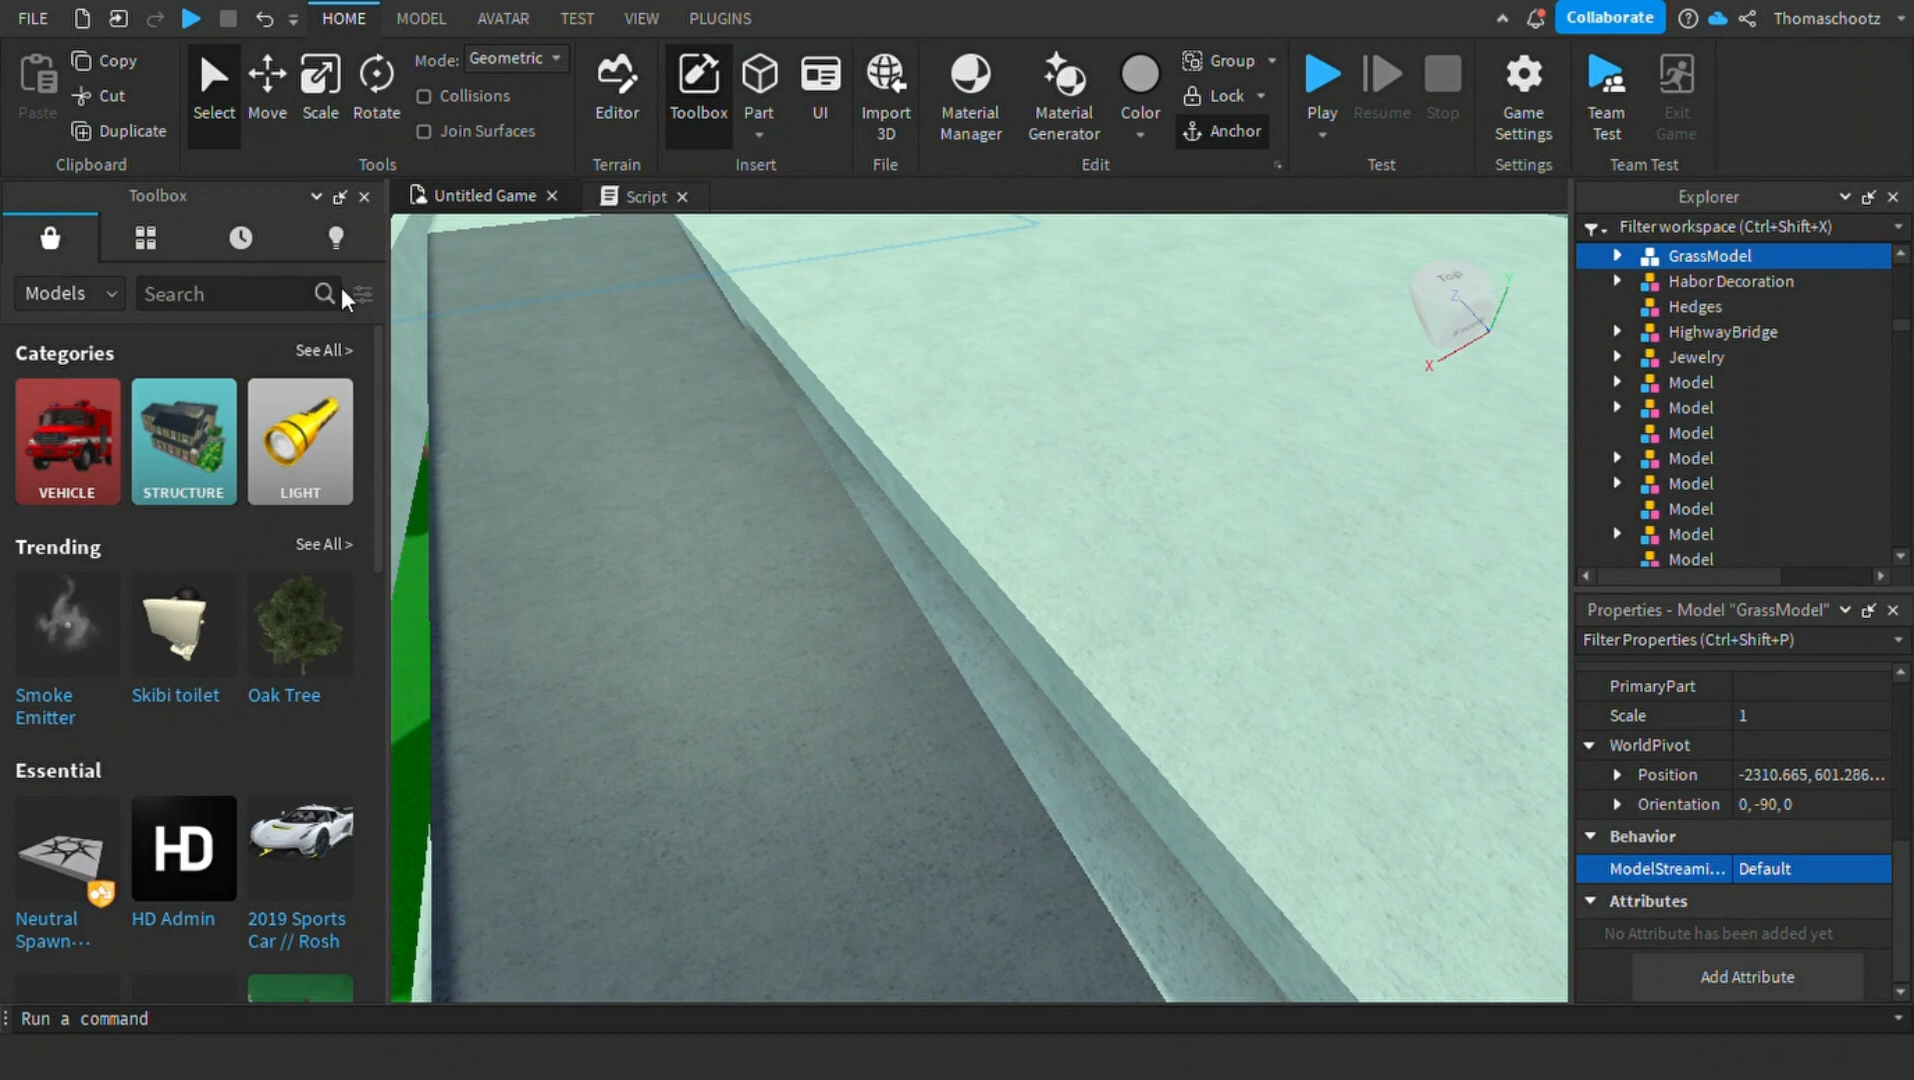 FILE
HOME
MODEL
AVATAR
TEST
VIEW
PLUGINS
Collaborate
Thomaschootz
Paste
Copy
Cut
Duplicate
Clipboard
Select
Move
Scale
Rotate
Mode: Geometric
Collisions
Join Surfaces
Tools
Editor
Terrain
Toolbox
Part
UI
Insert
Import
3D
File
Material
Manager
Material
Generator
Color
Group
Lock
Anchor
Edit
Play
Resume
Stop
Test
Game
Settings
Settings
Team
Test
Exit
Game
Team Test
Toolbox
Untitled Game
Script
Explorer
Models
Search
Categories
See All >
VEHICLE
STRUCTURE
LIGHT
Trending
See All >
Smoke
Emitter
Skibi toilet
Oak Tree
Essential
HD
Neutral
Spawn···
HD Admin
2019 Sports
Car // Rosh
Top
Z
Y
X
Filter workspace (Ctrl+Shift+X)
GrassModel
Habor Decoration
Hedges
HighwayBridge
Jewelry
Model
Model
Model
Model
Model
Model
Model
Model
Properties - Model "GrassModel"
Filter Properties (Ctrl+Shift+P)
PrimaryPart
Scale 1
WorldPivot
Position -2310.665, 601.286...
Orientation 0, -90, 0
Behavior
ModelStreami... Default
Attributes
No Attribute has been added yet
Add Attribute
Run a command